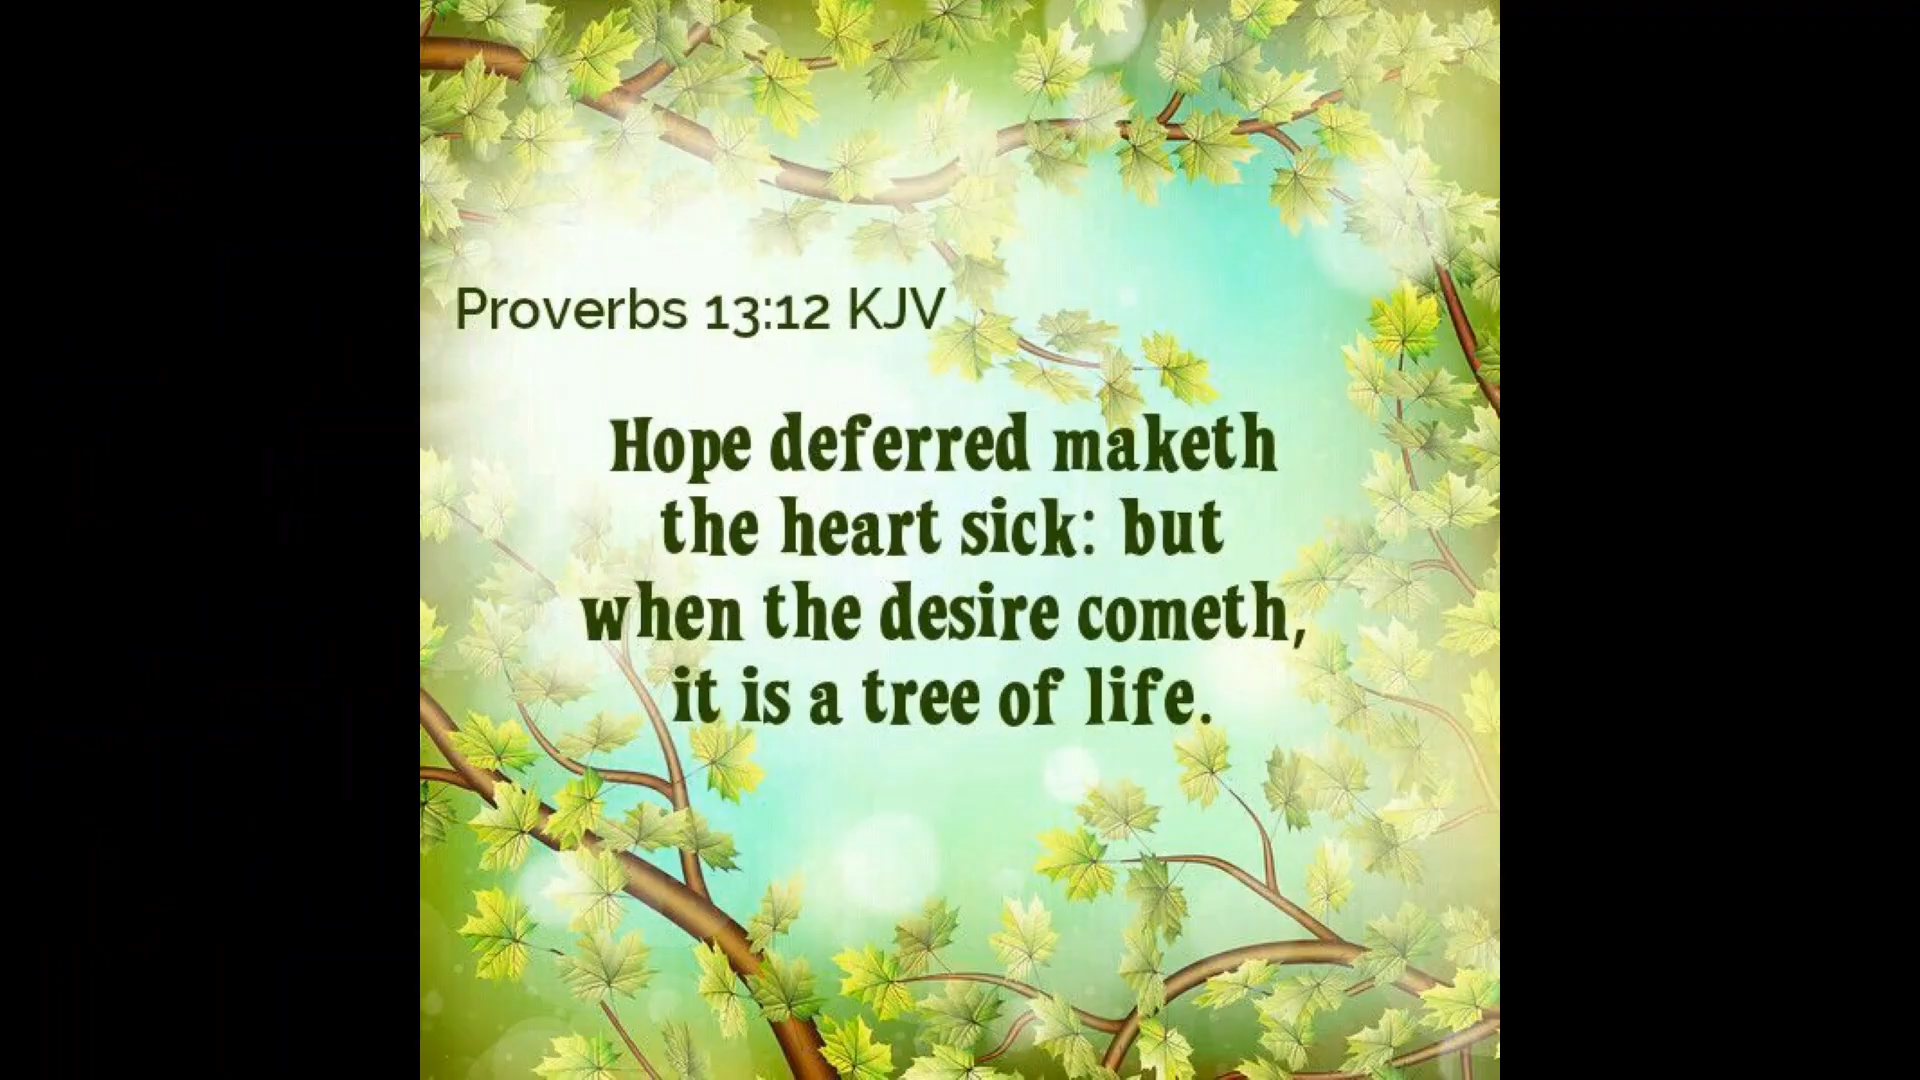 Proverbs 13:12 KJV
Hope deferred maketh
the heart sick: but
when the desire cometh,
it is a tree of life.